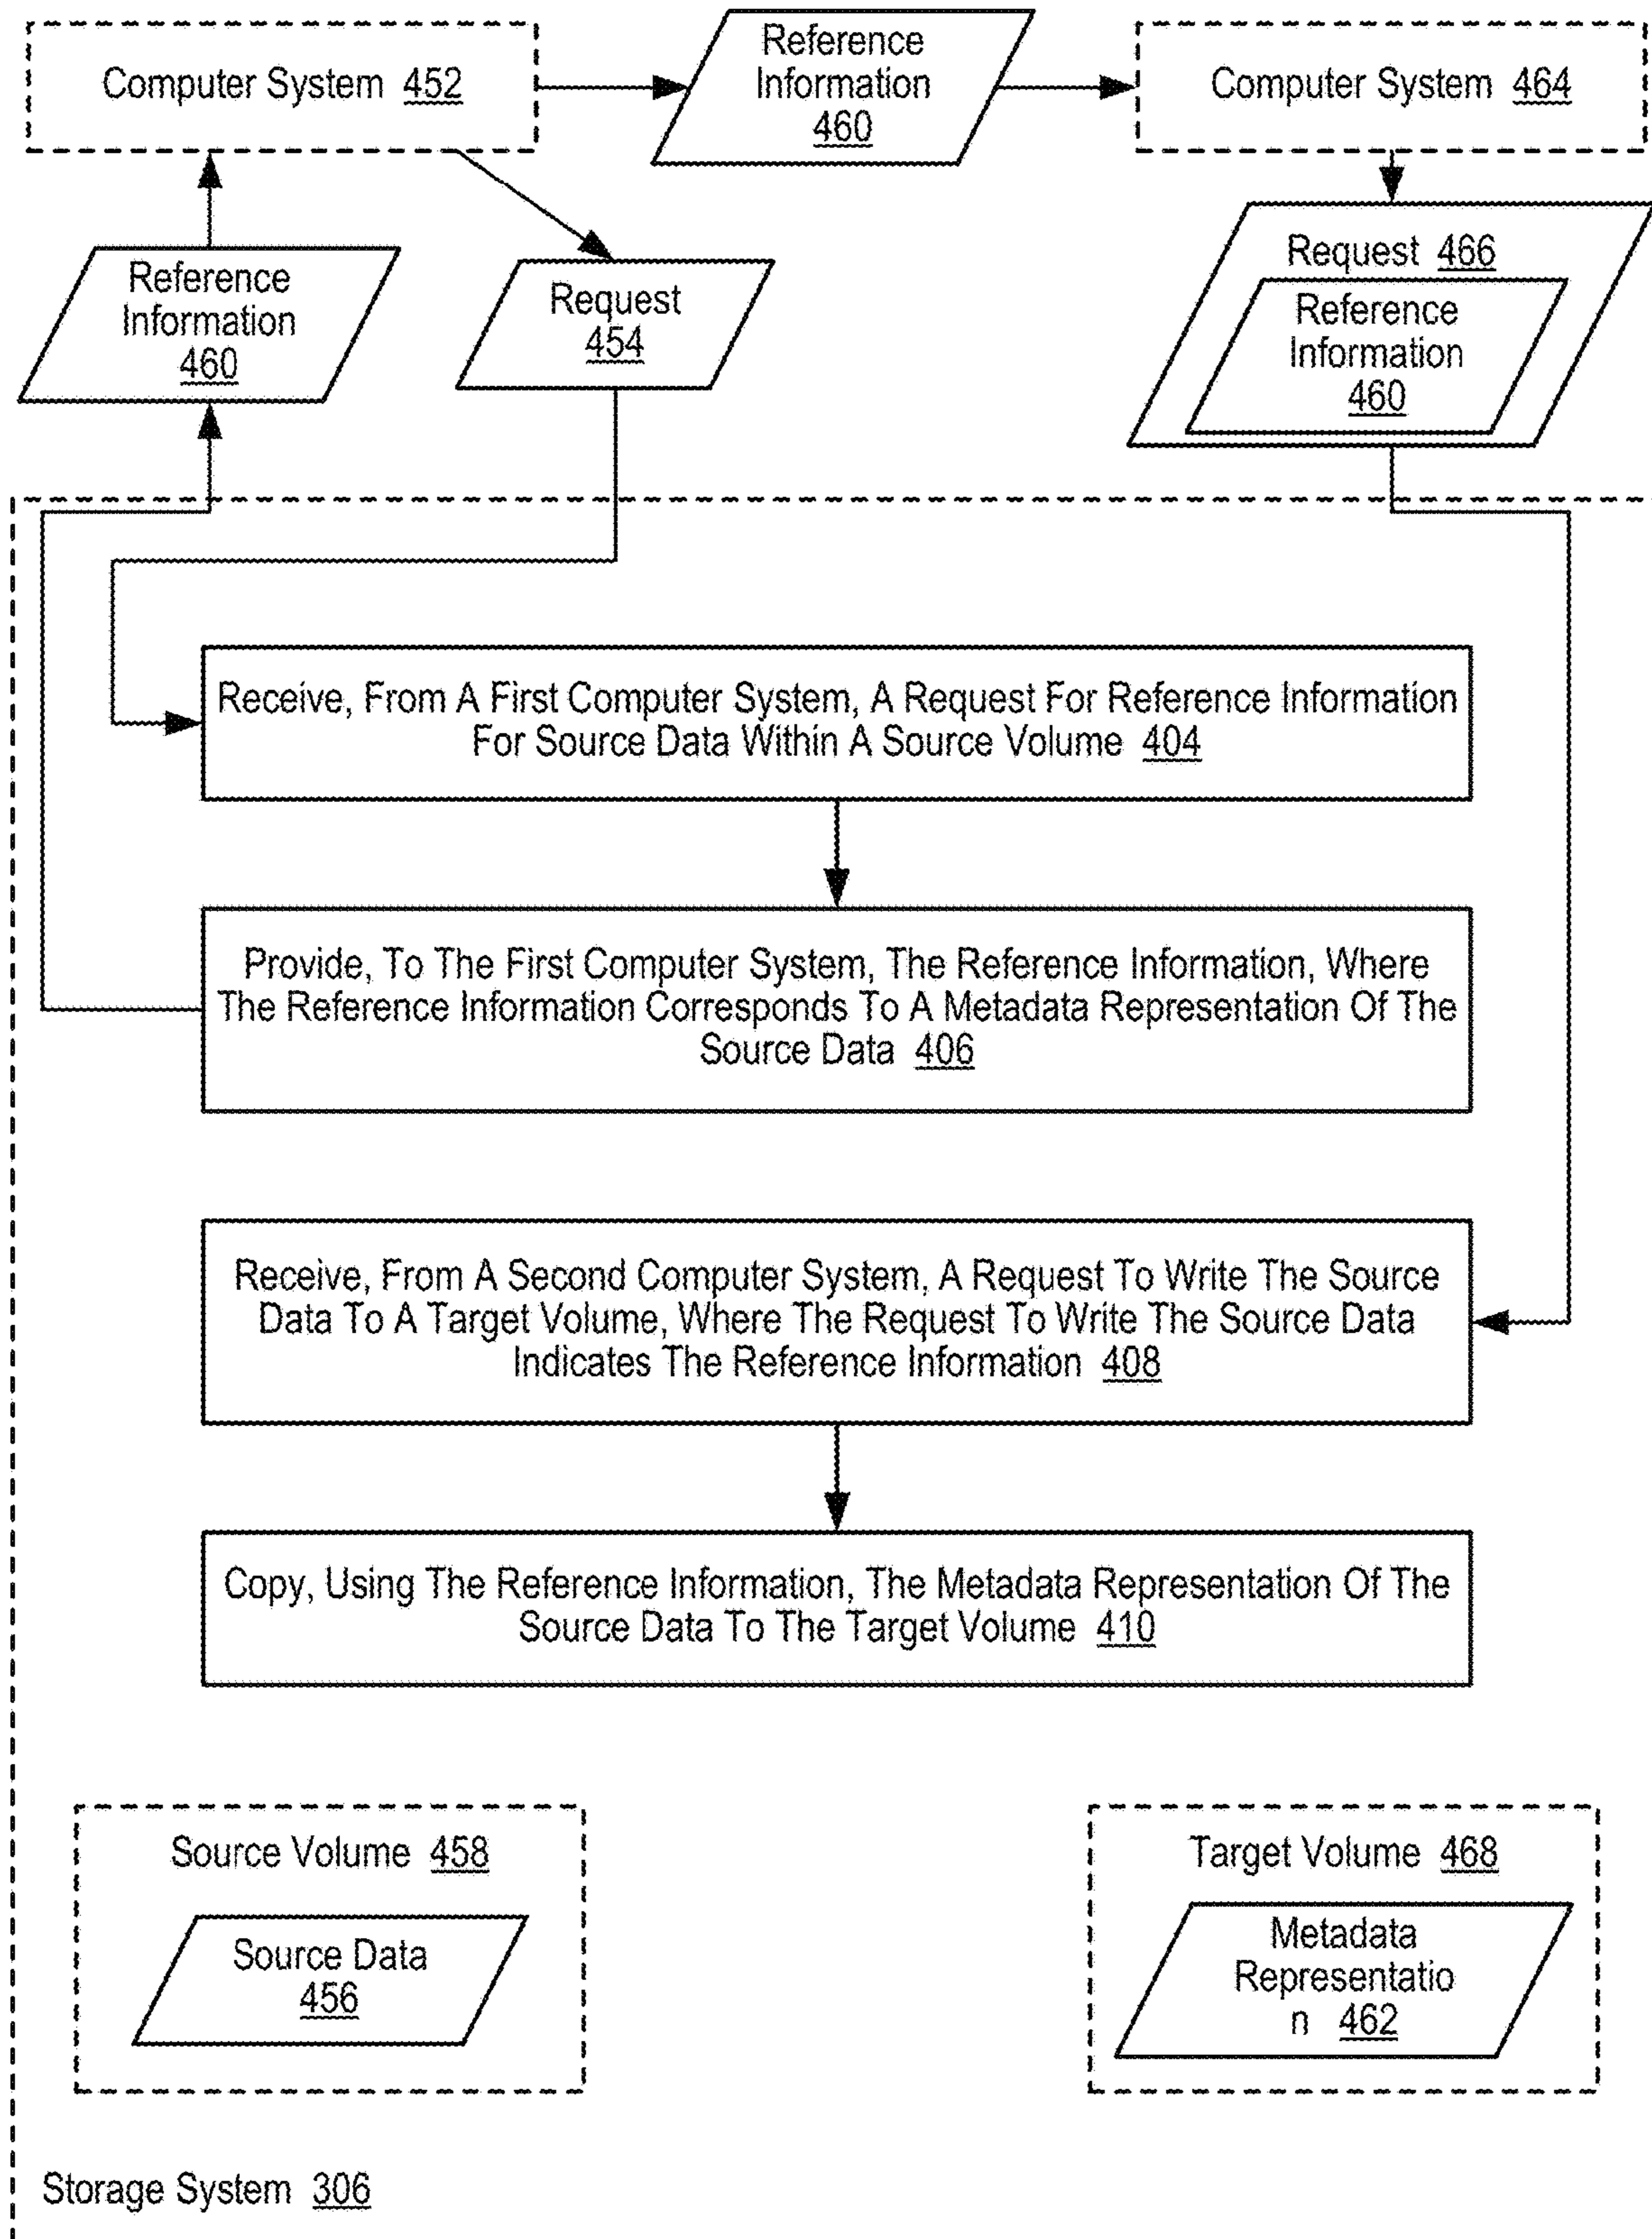 Computer System 452
Reference
Information
460
Computer System 464
Reference
Information
460
Request
454
Request 466
Reference
Information
460
Receive, From A First Computer System, A Request For Reference Information
For Source Data Within A Source Volume 404
Provide, To The First Computer System, The Reference Information, Where
The Reference Information Corresponds To A Metadata Representation Of The
Source Data 406
Receive, From A Second Computer System, A Request To Write The Source
Data To A Target Volume, Where The Request To Write The Source Data
Indicates The Reference Information 408
Copy, Using The Reference Information, The Metadata Representation Of The
Source Data To The Target Volume 410
Source Volume 458
Source Data
456
Target Volume 468
Metadata
Representatio
n 462
Storage System 306